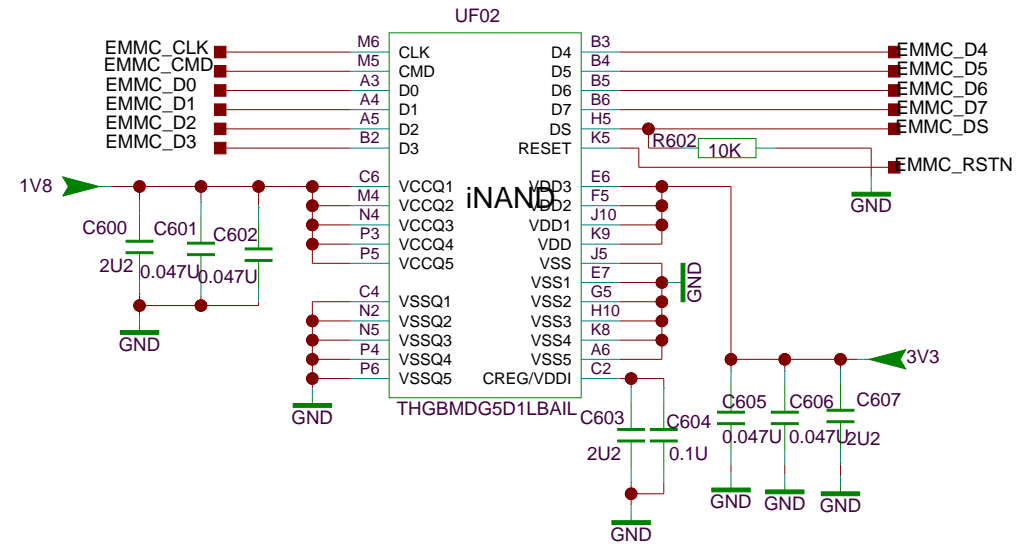 UF02
EMMC_CLK M6 CLK D4 B3 EMMC_D4
EMMC_CMD M5 CMD D5 B4 EMMC_D5
EMMC_D0 A3 D0 D6 B5 EMMC_D6
EMMC_D1 A4 D1 D7 B6 EMMC_D7
EMMC_D2 A5 D2 DS H5 EMMC_DS
EMMC_D3 B2 D3 RESET K5 R602 10K
EMMC_RSTN
1V8 C6 VCCQ1 iNAND VDD3 E6
M4 VCCQ2 VDD2 F5 GND
N4 VCCQ3 VDD1 J10
C600 C601 C602 P3 VCCQ4 VDD K9
P5 VCCQ5 VSS J5
2U2 0.047U 0.047U VSS1 E7 GND
C4 VSSQ1 VSS2 G5
N2 VSSQ2 VSS3 H10
GND N5 VSSQ3 VSS4 K8
P4 VSSQ4 VSS5 A6 3V3
P6 VSSQ5 CREG/VDDI C2
GND THGBMDG5D1LBAIL
C603 C604 C605 C606 C607
2U2 0.1U 0.047U 0.047U 2U2
GND GND GND
GND